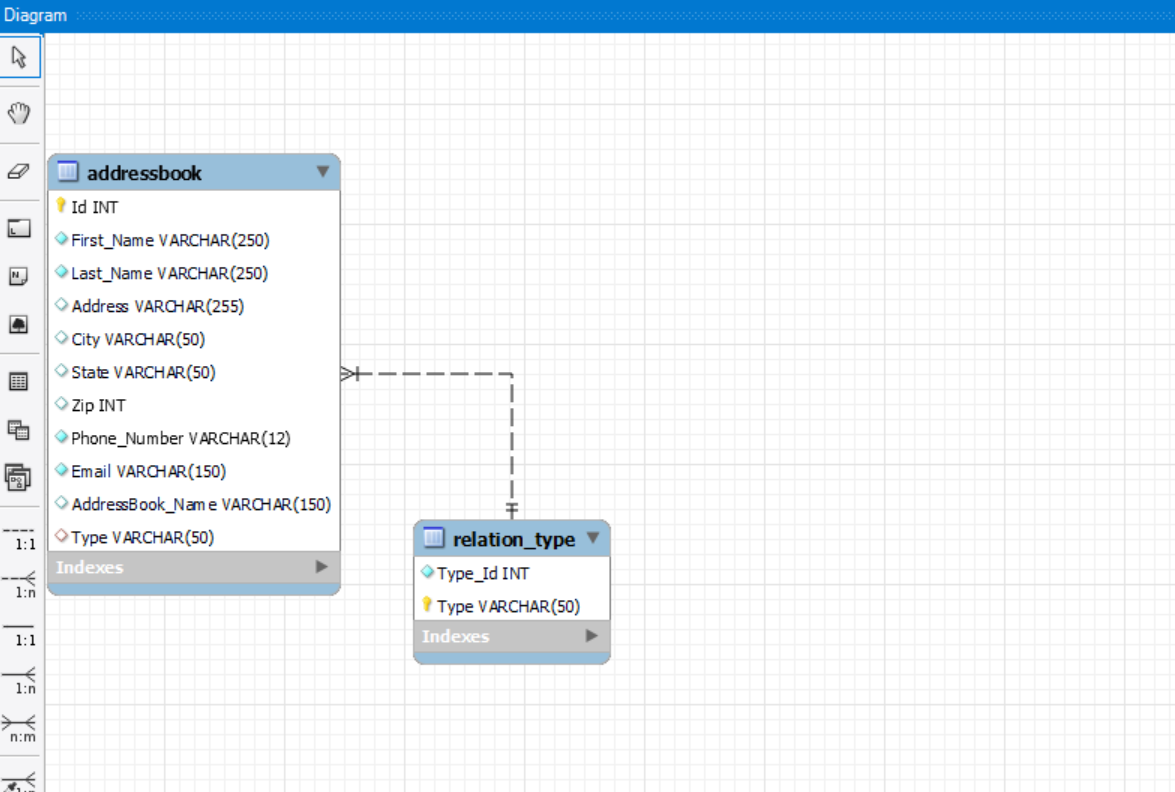 Diagram
addressbook
Id INT
First_Name VARCHAR(250)
Last_Name VARCHAR(250)
Address VARCHAR(255)
City VARCHAR(50)
State VARCHAR(50)
Zip INT
Phone_Number VARCHAR(12)
Email VARCHAR(150)
AddressBook_Name VARCHAR(150)
Type VARCHAR(50)
Indexes
relation_type
Type_Id INT
Type VARCHAR(50)
Indexes
N
1:1
1:n
1:1
1:n
n:m